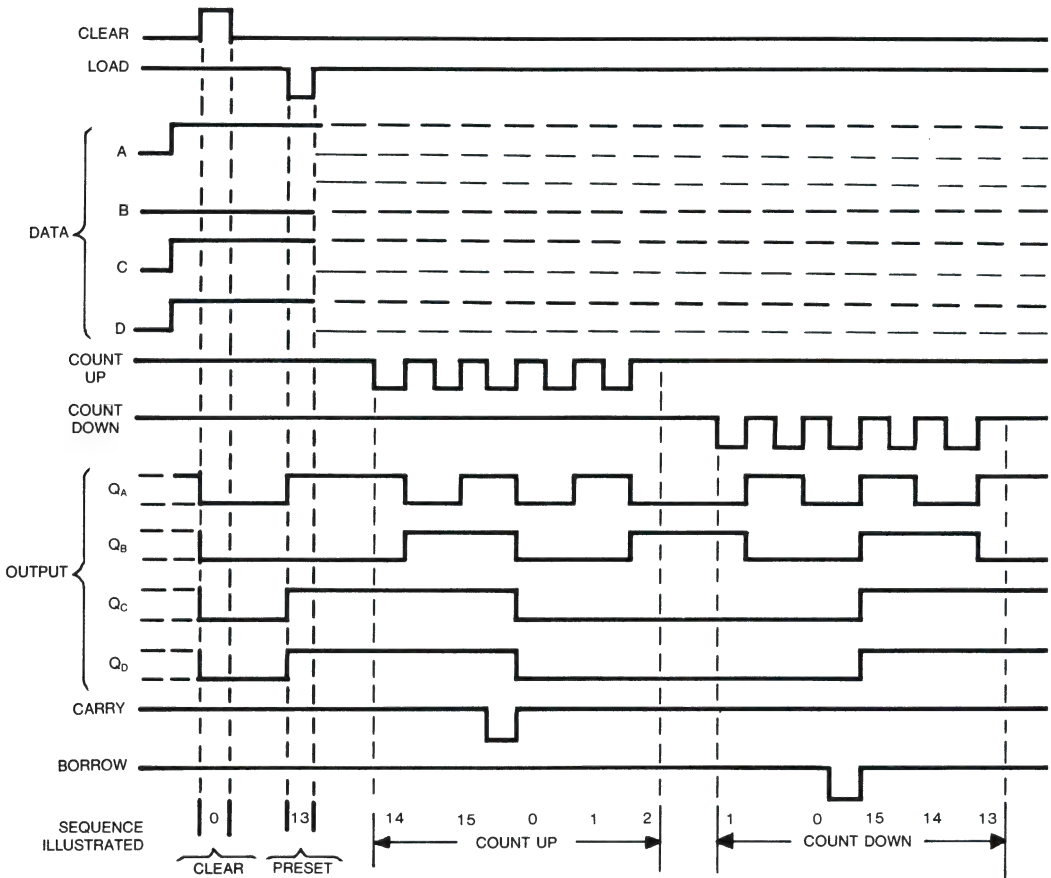 CLEAR
LOAD
A
B
DATA
C
D
COUNT
UP
COUNT
DOWN
QA
QB
OUTPUT
QC
QD
CARRY
BORROW
SEQUENCE
ILLUSTRATED
0 13 14 15 0 1 2 1 0 15 14 13
COUNT UP COUNT DOWN
CLEAR PRESET